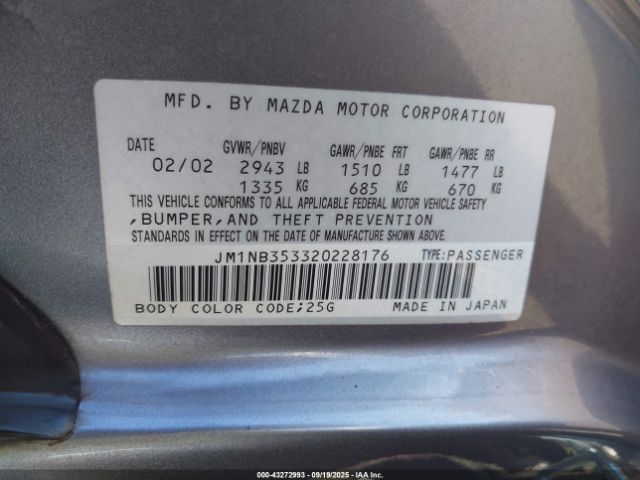 MFD. BY MAZDA MOTOR CORPORATION
DATE GVWR/PNBV GAWR/PNBE FRT GAWR/PNBE RR
02/02 2943 LB 1510 LB 1477 LB
1335 KG 685 KG 670 KG
THIS VEHICLE CONFORMS TO ALL APPLICABLE FEDERAL MOTOR VEHICLE SAFETY
,BUMPER,AND THEFT PREVENTION
STANDARDS IN EFFECT ON THE DATE OF MANUFACTURE SHOWN ABOVE.
JM1NB353320228176 TYPE:PASSENGER
BODY COLOR CODE;25G MADE IN JAPAN
00-43272993 - 09/19/2025 - Copyright IAA, Inc.